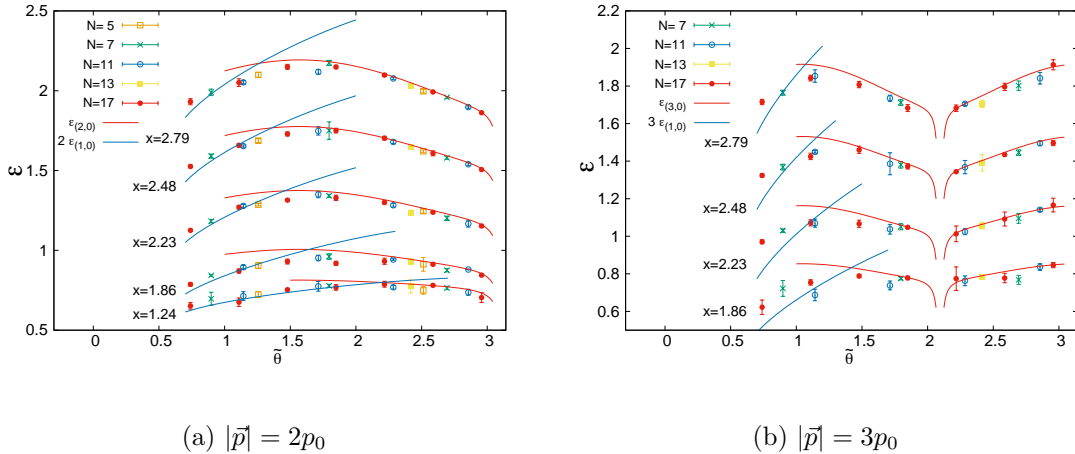 N= 5
N= 7
N=11
N=13
N=17
ε(2,0)
2 ε(1,0)
x=2.79
x=2.48
x=2.23
x=1.86
x=1.24
2.5
2
1.5
1
0.5
ε
0 0.5 1 1.5 2 2.5 3
θ̃
(a) |p⃗| = 2p₀
N= 7
N=11
N=13
N=17
ε(3,0)
3 ε(1,0)
x=2.79
x=2.48
x=2.23
x=1.86
2.2
2
1.8
1.6
1.4
1.2
1
0.8
0.6
ε
0 0.5 1 1.5 2 2.5 3
θ̃
(b) |p⃗| = 3p₀